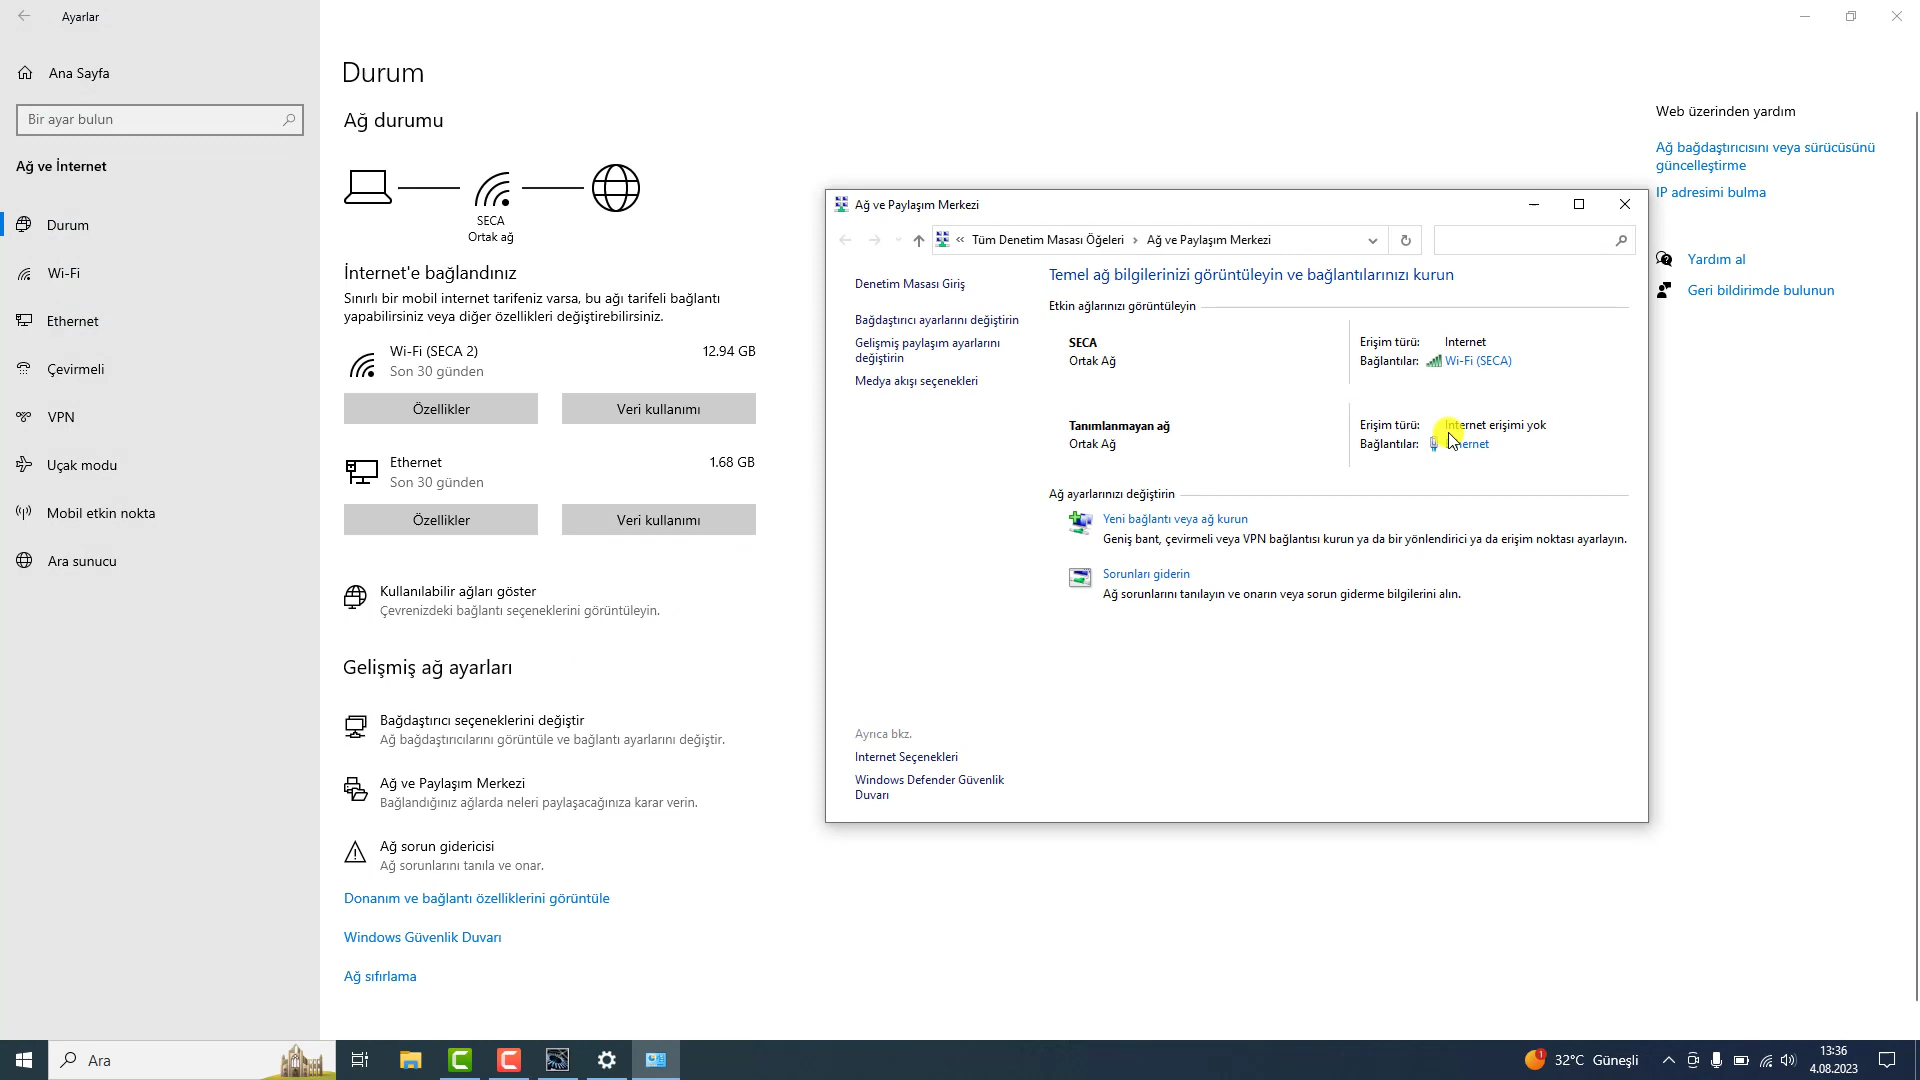 Ayarlar
Ana Sayfa
Bir ayar bulun
Ağ ve İnternet
Durum
Wi-Fi
Ethernet
Çevirmeli
VPN
Uçak modu
Mobil etkin nokta
Ara sunucu
Durum
Ağ durumu
SECA
Ortak ağ
İnternet'e bağlandınız
Sınırlı bir mobil internet tarifeniz varsa, bu ağı tarifeli bağlantı
yapabilirsiniz veya diğer özellikleri değiştirebilirsiniz.
Wi-Fi (SECA 2)
12.94 GB
Son 30 günden
Özellikler
Veri kullanımı
Ethernet
1.68 GB
Son 30 günden
Özellikler
Veri kullanımı
Kullanılabilir ağları göster
Çevrenizdeki bağlantı seçeneklerini görüntüleyin.
Gelişmiş ağ ayarları
Bağdaştırıcı seçeneklerini değiştir
Ağ bağdaştırıcılarını görüntüle ve bağlantı ayarlarını değiştir.
Ağ ve Paylaşım Merkezi
Bağlandığınız ağlarda neleri paylaşacağınıza karar verin.
Ağ sorun gidericisi
Ağ sorunlarını tanıla ve onar.
Donanım ve bağlantı özelliklerini görüntüle
Windows Güvenlik Duvarı
Ağ sıfırlama
Ağ ve Paylaşım Merkezi
« Tüm Denetim Masası Öğeleri › Ağ ve Paylaşım Merkezi
Denetim Masası Giriş
Bağdaştırıcı ayarlarını değiştirin
Gelişmiş paylaşım ayarlarını
değiştirin
Medya akışı seçenekleri
Ayrıca bkz.
Internet Seçenekleri
Windows Defender Güvenlik
Duvarı
Temel ağ bilgilerinizi görüntüleyin ve bağlantılarınızı kurun
Etkin ağlarınızı görüntüleyin
SECA
Ortak Ağ
Erişim türü: Internet
Bağlantılar: Wi-Fi (SECA)
Tanımlanmayan ağ
Ortak Ağ
Erişim türü: Internet erişimi yok
Bağlantılar: Ethernet
Ağ ayarlarınızı değiştirin
Yeni bağlantı veya ağ kurun
Geniş bant, çevirmeli veya VPN bağlantısı kurun ya da bir yönlendirici ya da erişim noktası ayarlayın.
Sorunları giderin
Ağ sorunlarını tanılayın ve onarın veya sorun giderme bilgilerini alın.
Web üzerinden yardım
Ağ bağdaştırıcısını veya sürücüsünü
güncelleştirme
IP adresimi bulma
Yardım al
Geri bildirimde bulunun
Ara
1
32°C Güneşli
13:36
4.08.2023